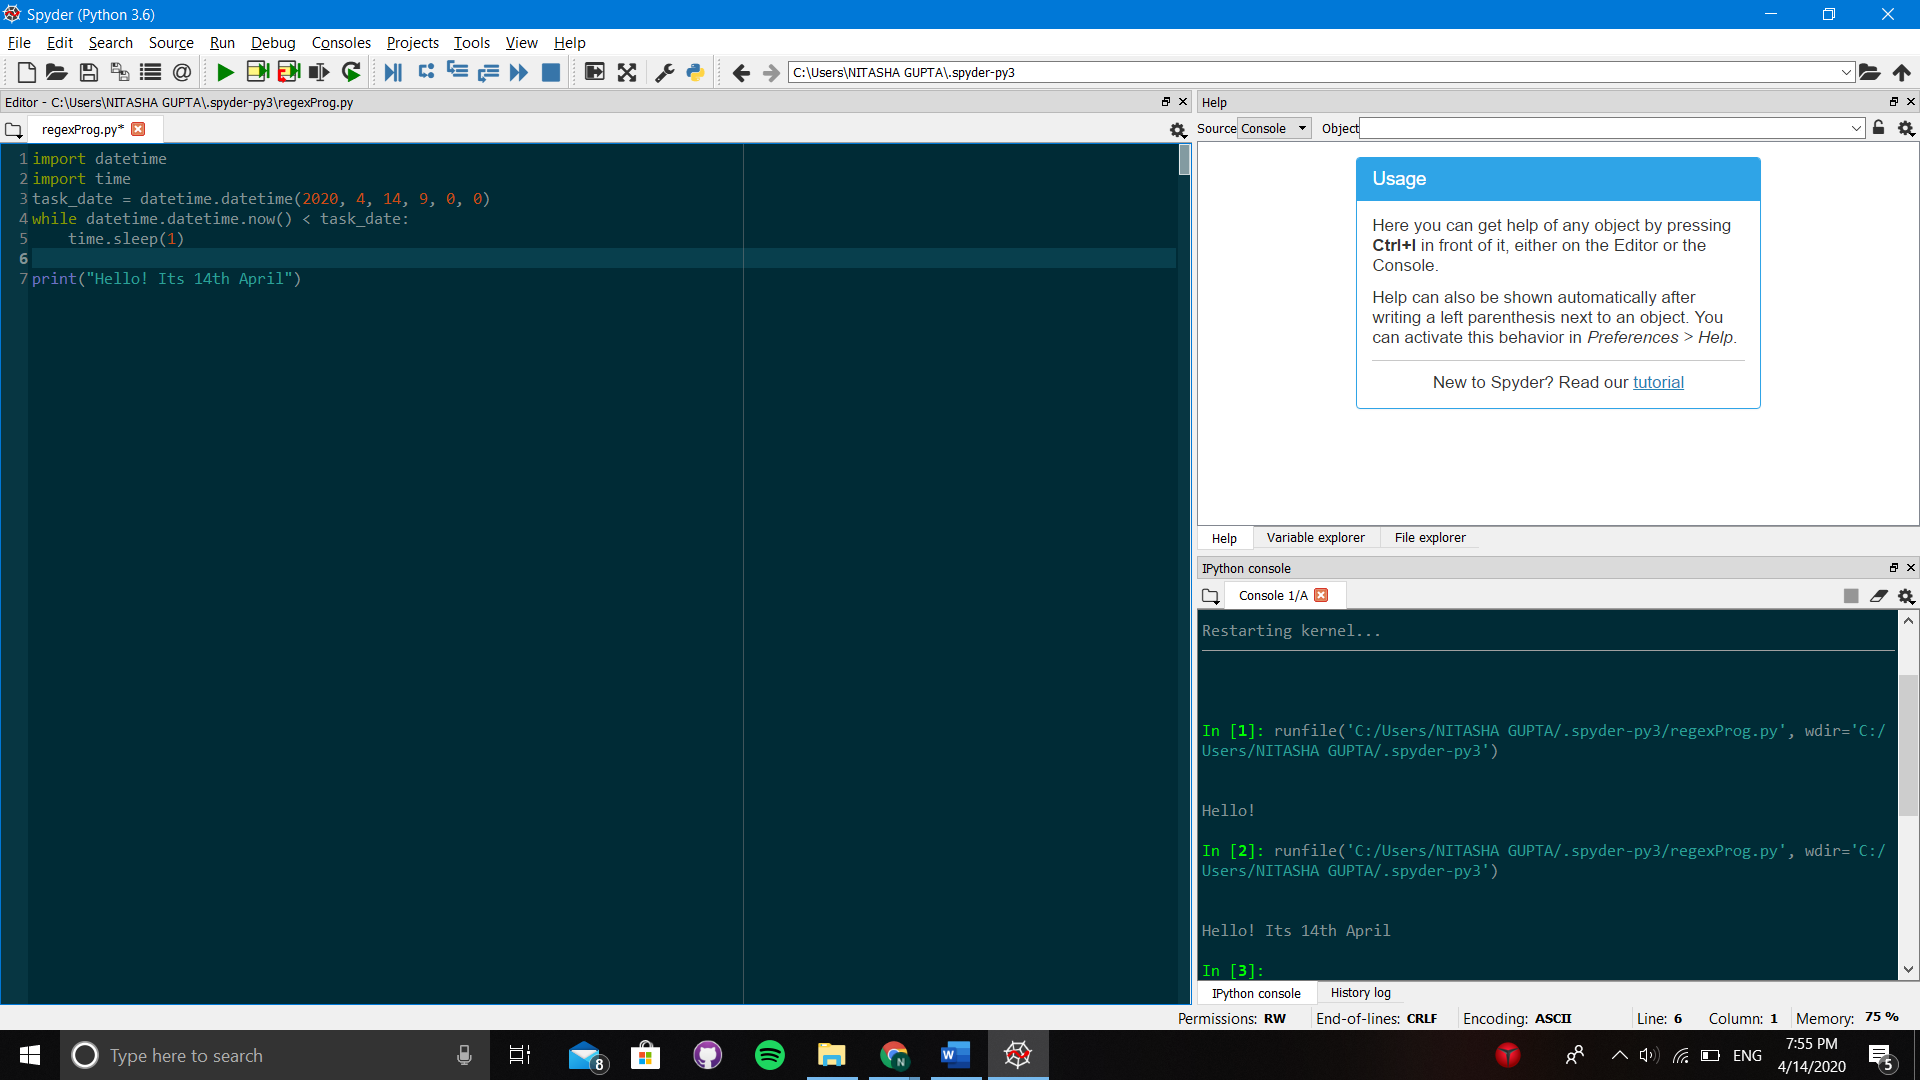 Spyder (Python 3.6)
File Edit Search Source Run Debug Consoles Projects Tools View Help
C:\Users\NITASHA GUPTA\.spyder-py3
Editor - C:\Users\NITASHA GUPTA\.spyder-py3\regexProg.py
regexProg.py*
1 import datetime
2 import time
3 task_date = datetime.datetime(2020, 4, 14, 9, 0, 0)
4 while datetime.datetime.now() < task_date:
5     time.sleep(1)
6
7 print("Hello! Its 14th April")
Help
Source Console Object
Usage
Here you can get help of any object by pressing
Ctrl+I in front of it, either on the Editor or the
Console.
Help can also be shown automatically after
writing a left parenthesis next to an object. You
can activate this behavior in Preferences > Help.
New to Spyder? Read our tutorial
Help Variable explorer File explorer
IPython console
Console 1/A
Restarting kernel...
In [1]: runfile('C:/Users/NITASHA GUPTA/.spyder-py3/regexProg.py', wdir='C:/
Users/NITASHA GUPTA/.spyder-py3')
Hello!
In [2]: runfile('C:/Users/NITASHA GUPTA/.spyder-py3/regexProg.py', wdir='C:/
Users/NITASHA GUPTA/.spyder-py3')
Hello! Its 14th April
In [3]:
IPython console History log
Permissions: RW End-of-lines: CRLF Encoding: ASCII Line: 6 Column: 1 Memory: 75 %
Type here to search
8
N
W
ENG
7:55 PM
4/14/2020
5